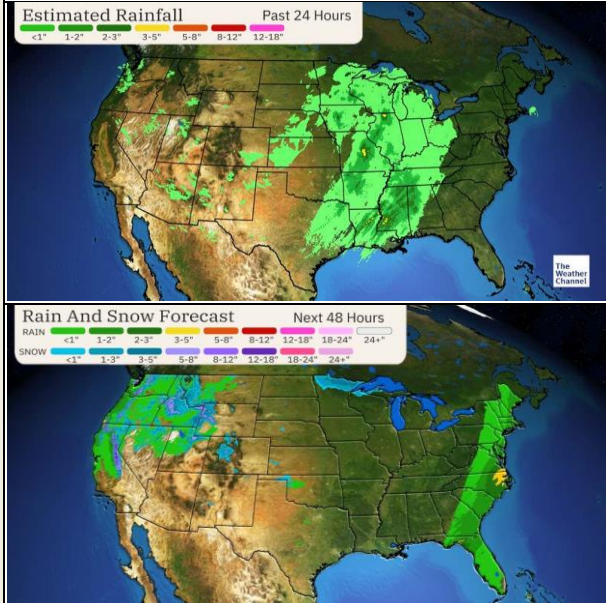 Estimated Rainfall Past 24 Hours
<1" 1-2" 2-3" 3-5" 5-8" 8-12" 12-18"
The
Weather
Channel
Rain And Snow Forecast Next 48 Hours
RAIN
<1" 1-2" 2-3" 3-5" 5-8" 8-12" 12-18" 18-24" 24+"
SNOW
<1" 1-3" 3-5" 5-8" 8-12" 12-18" 18-24" 24+"